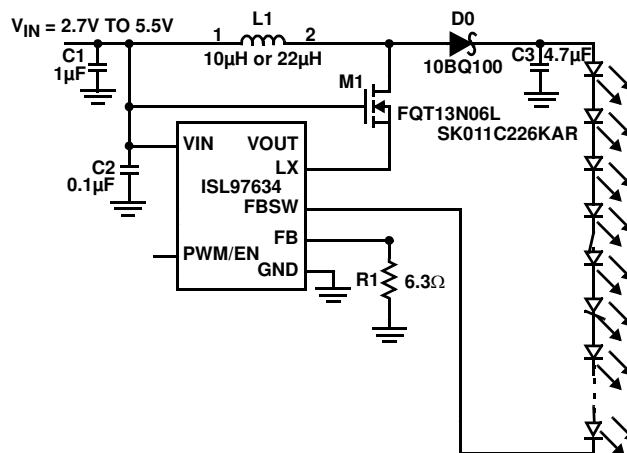 V_IN = 2.7V TO 5.5V
L1
1 2
10µH or 22µH
D0
10BQ100
C1
1µF
C3 4.7µF
M1
FQT13N06L
SK011C226KAR
VIN VOUT
LX
C2
0.1µF
ISL97634
FBSW
FB
PWM/EN
GND
R1 6.3Ω